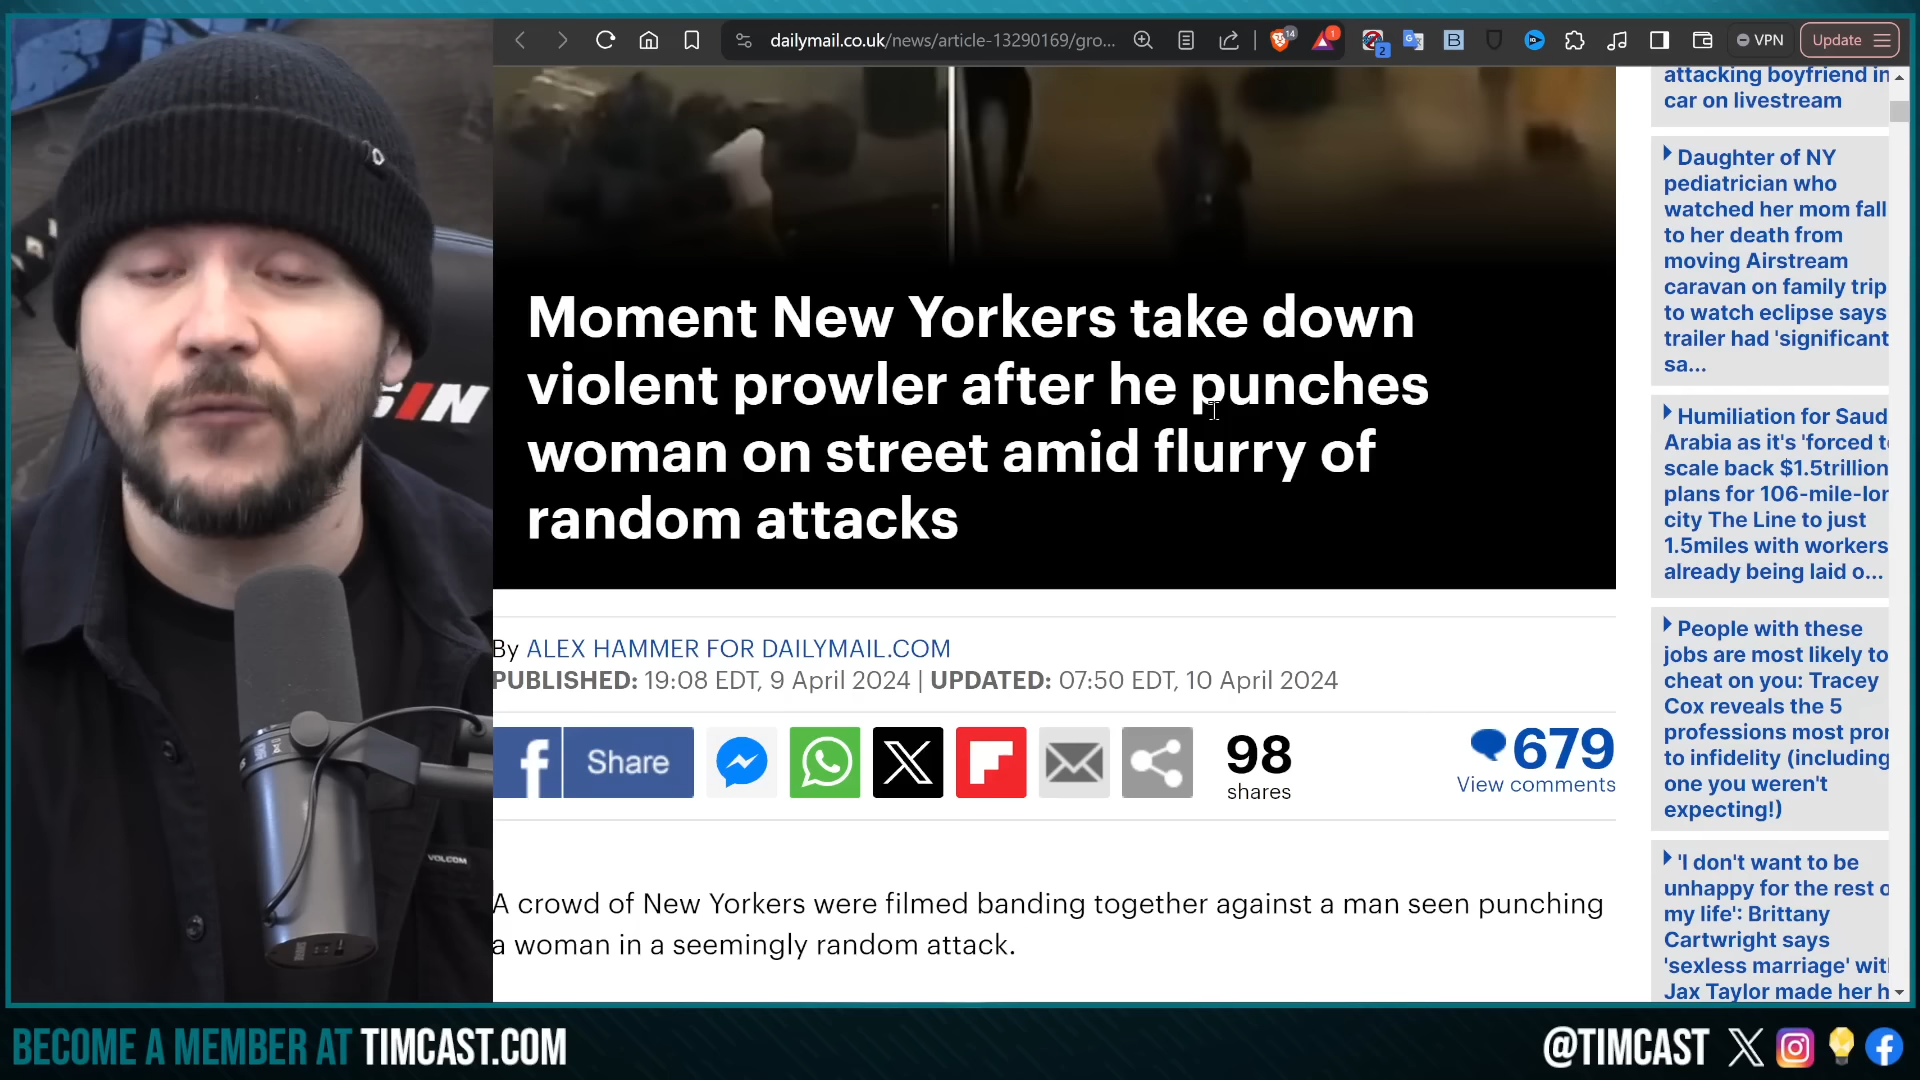 dailymail.co.uk/news/article-13290169/gro...
14
1
2
B
VPN
Update
Moment New Yorkers take down
violent prowler after he punches
woman on street amid flurry of
random attacks
By ALEX HAMMER FOR DAILYMAIL.COM
PUBLISHED: 19:08 EDT, 9 April 2024 | UPDATED: 07:50 EDT, 10 April 2024
f Share
98
shares
679
View comments
A crowd of New Yorkers were filmed banding together against a man seen punching
a woman in a seemingly random attack.
attacking boyfriend in
car on livestream
Daughter of NY
pediatrician who
watched her mom fall
to her death from
moving Airstream
caravan on family trip
to watch eclipse says
trailer had 'significant
sa...
Humiliation for Saud
Arabia as it's 'forced t
scale back $1.5trillion
plans for 106-mile-lon
city The Line to just
1.5miles with workers
already being laid o...
People with these
jobs are most likely to
cheat on you: Tracey
Cox reveals the 5
professions most pror
to infidelity (including
one you weren't
expecting!)
'I don't want to be
unhappy for the rest o
my life': Brittany
Cartwright says
'sexless marriage' wit
Jax Taylor made her h
SIN
VOLCOM
BECOME A MEMBER AT TIMCAST.COM
@TIMCAST